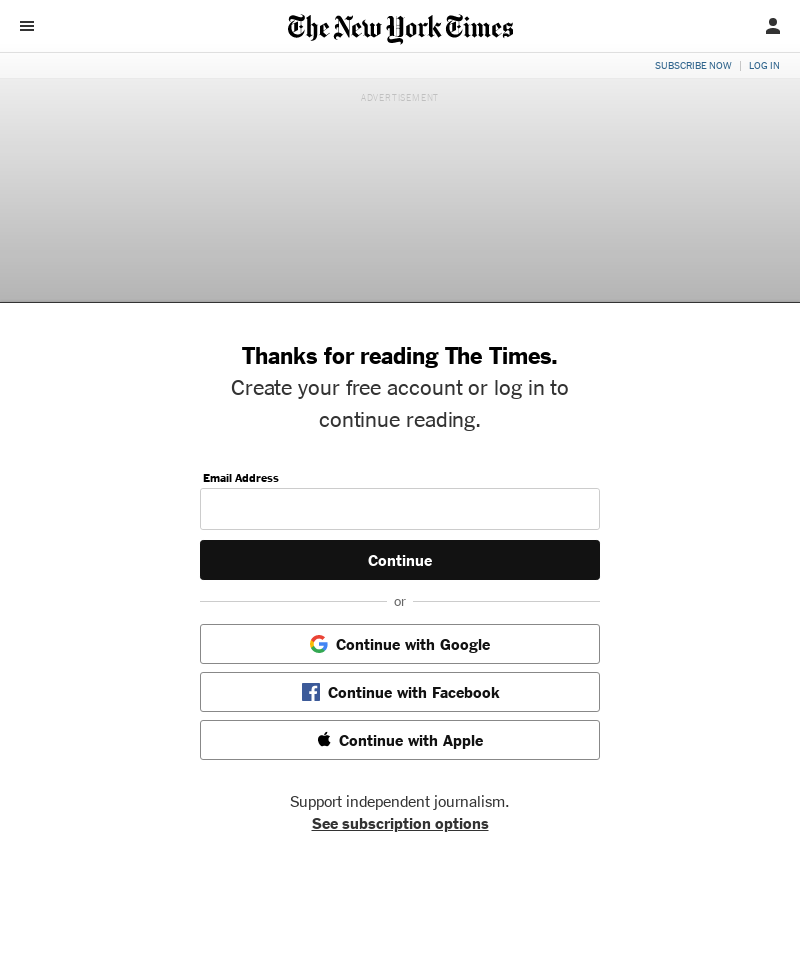 The New York Times
SUBSCRIBE NOW | LOG IN
ADVERTISEMENT
Thanks for reading The Times.
Create your free account or log in to
continue reading.
Email Address
Continue
or
Continue with Google
Continue with Facebook
Continue with Apple
Support independent journalism.
See subscription options